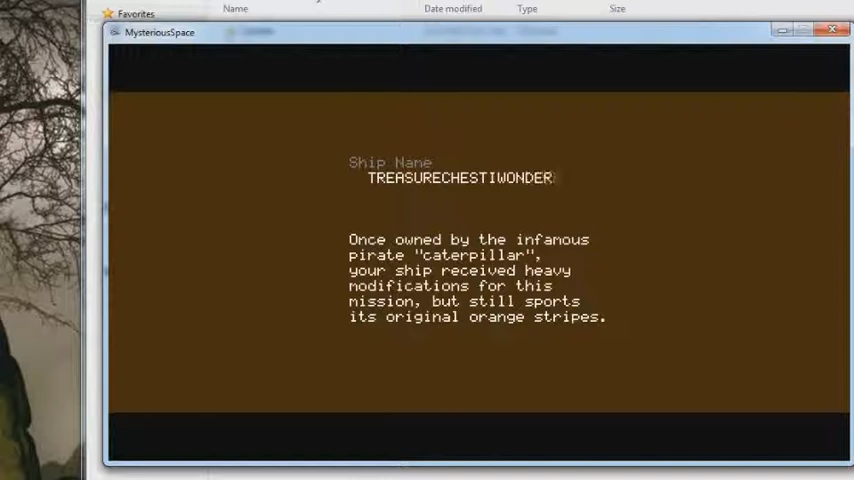 Favorites
Name
Date modified
Type
Size
MysteriousSpace
Ship Name
TREASURECHESTIWONDER
Once owned by the infamous
pirate "caterpillar",
your ship received heavy
modifications for this
mission, but still sports
its original orange stripes.